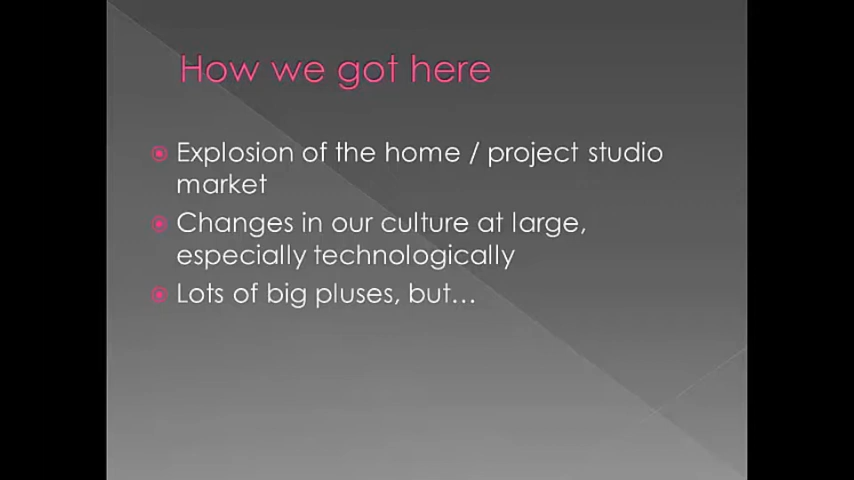 How we got here
Explosion of the home / project studio
market
Changes in our culture at large,
especially technologically
Lots of big pluses, but…